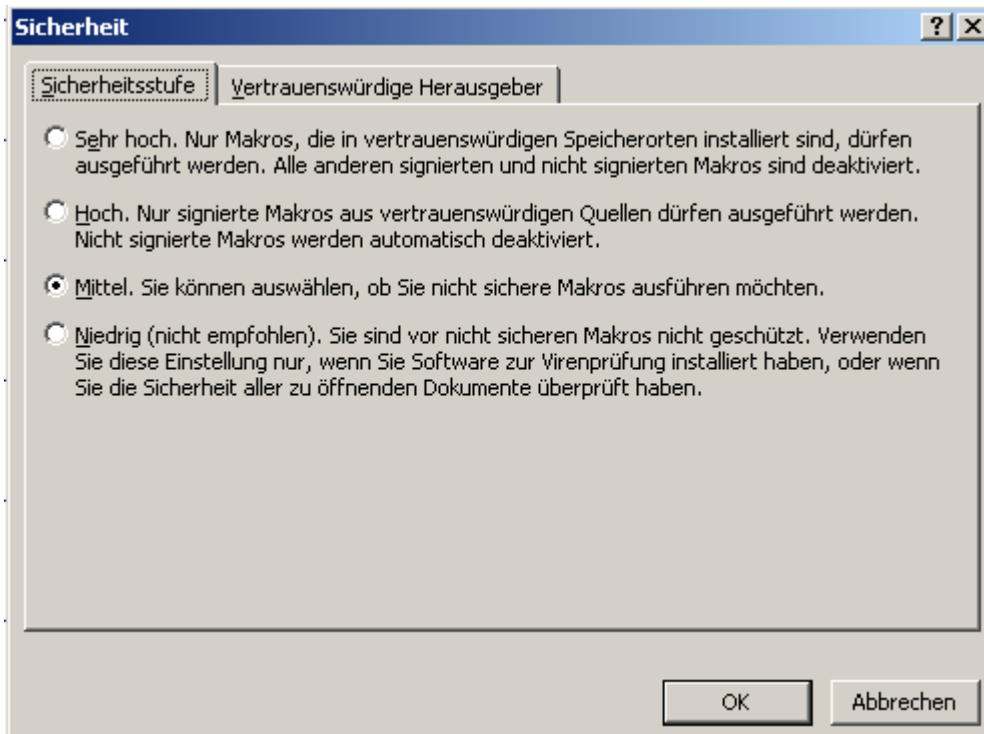 Sicherheit
Sicherheitsstufe
Vertrauenswürdige Herausgeber
Sehr hoch. Nur Makros, die in vertrauenswürdigen Speicherorten installiert sind, dürfen
ausgeführt werden. Alle anderen signierten und nicht signierten Makros sind deaktiviert.
Hoch. Nur signierte Makros aus vertrauenswürdigen Quellen dürfen ausgeführt werden.
Nicht signierte Makros werden automatisch deaktiviert.
Mittel. Sie können auswählen, ob Sie nicht sichere Makros ausführen möchten.
Niedrig (nicht empfohlen). Sie sind vor nicht sicheren Makros nicht geschützt. Verwenden
Sie diese Einstellung nur, wenn Sie Software zur Virenprüfung installiert haben, oder wenn
Sie die Sicherheit aller zu öffnenden Dokumente überprüft haben.
OK
Abbrechen